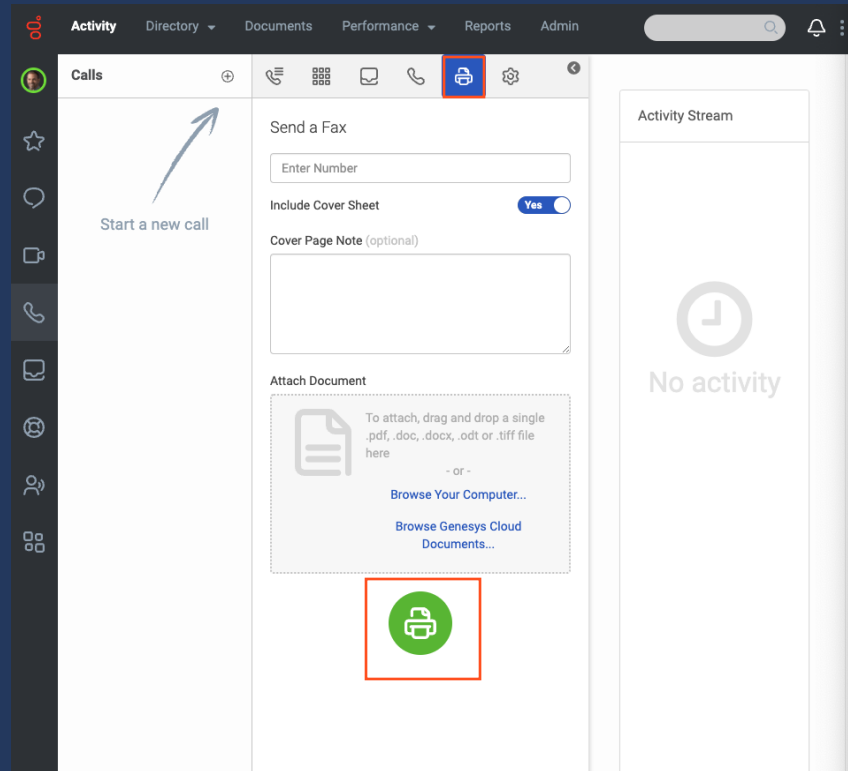 Activity Directory Documents Performance Reports Admin
Calls
Start a new call
Send a Fax
Enter Number
Include Cover Sheet Yes
Cover Page Note (optional)
Attach Document
To attach, drag and drop a single
.pdf, .doc, .docx, .odt or .tiff file
here
- or -
Browse Your Computer...
Browse Genesys Cloud
Documents...
Activity Stream
No activity